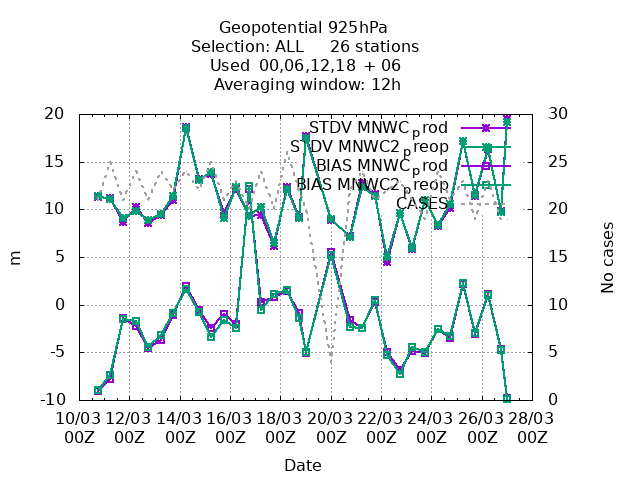 Geopotential 925hPa
Selection: ALL     26 stations
Used  00,06,12,18 + 06
Averaging window: 12h
20 30
STDV MNWC_prod
STDV MNWC2_preop
15 25
BIAS MNWC_prod
BIAS MNWC2_preop
CASES
10 20
5 15
m
No cases
0 10
-5 5
-10 0
10/03 12/03 14/03 16/03 18/03 20/03 22/03 24/03 26/03 28/03
00Z 00Z 00Z 00Z 00Z 00Z 00Z 00Z 00Z 00Z
Date